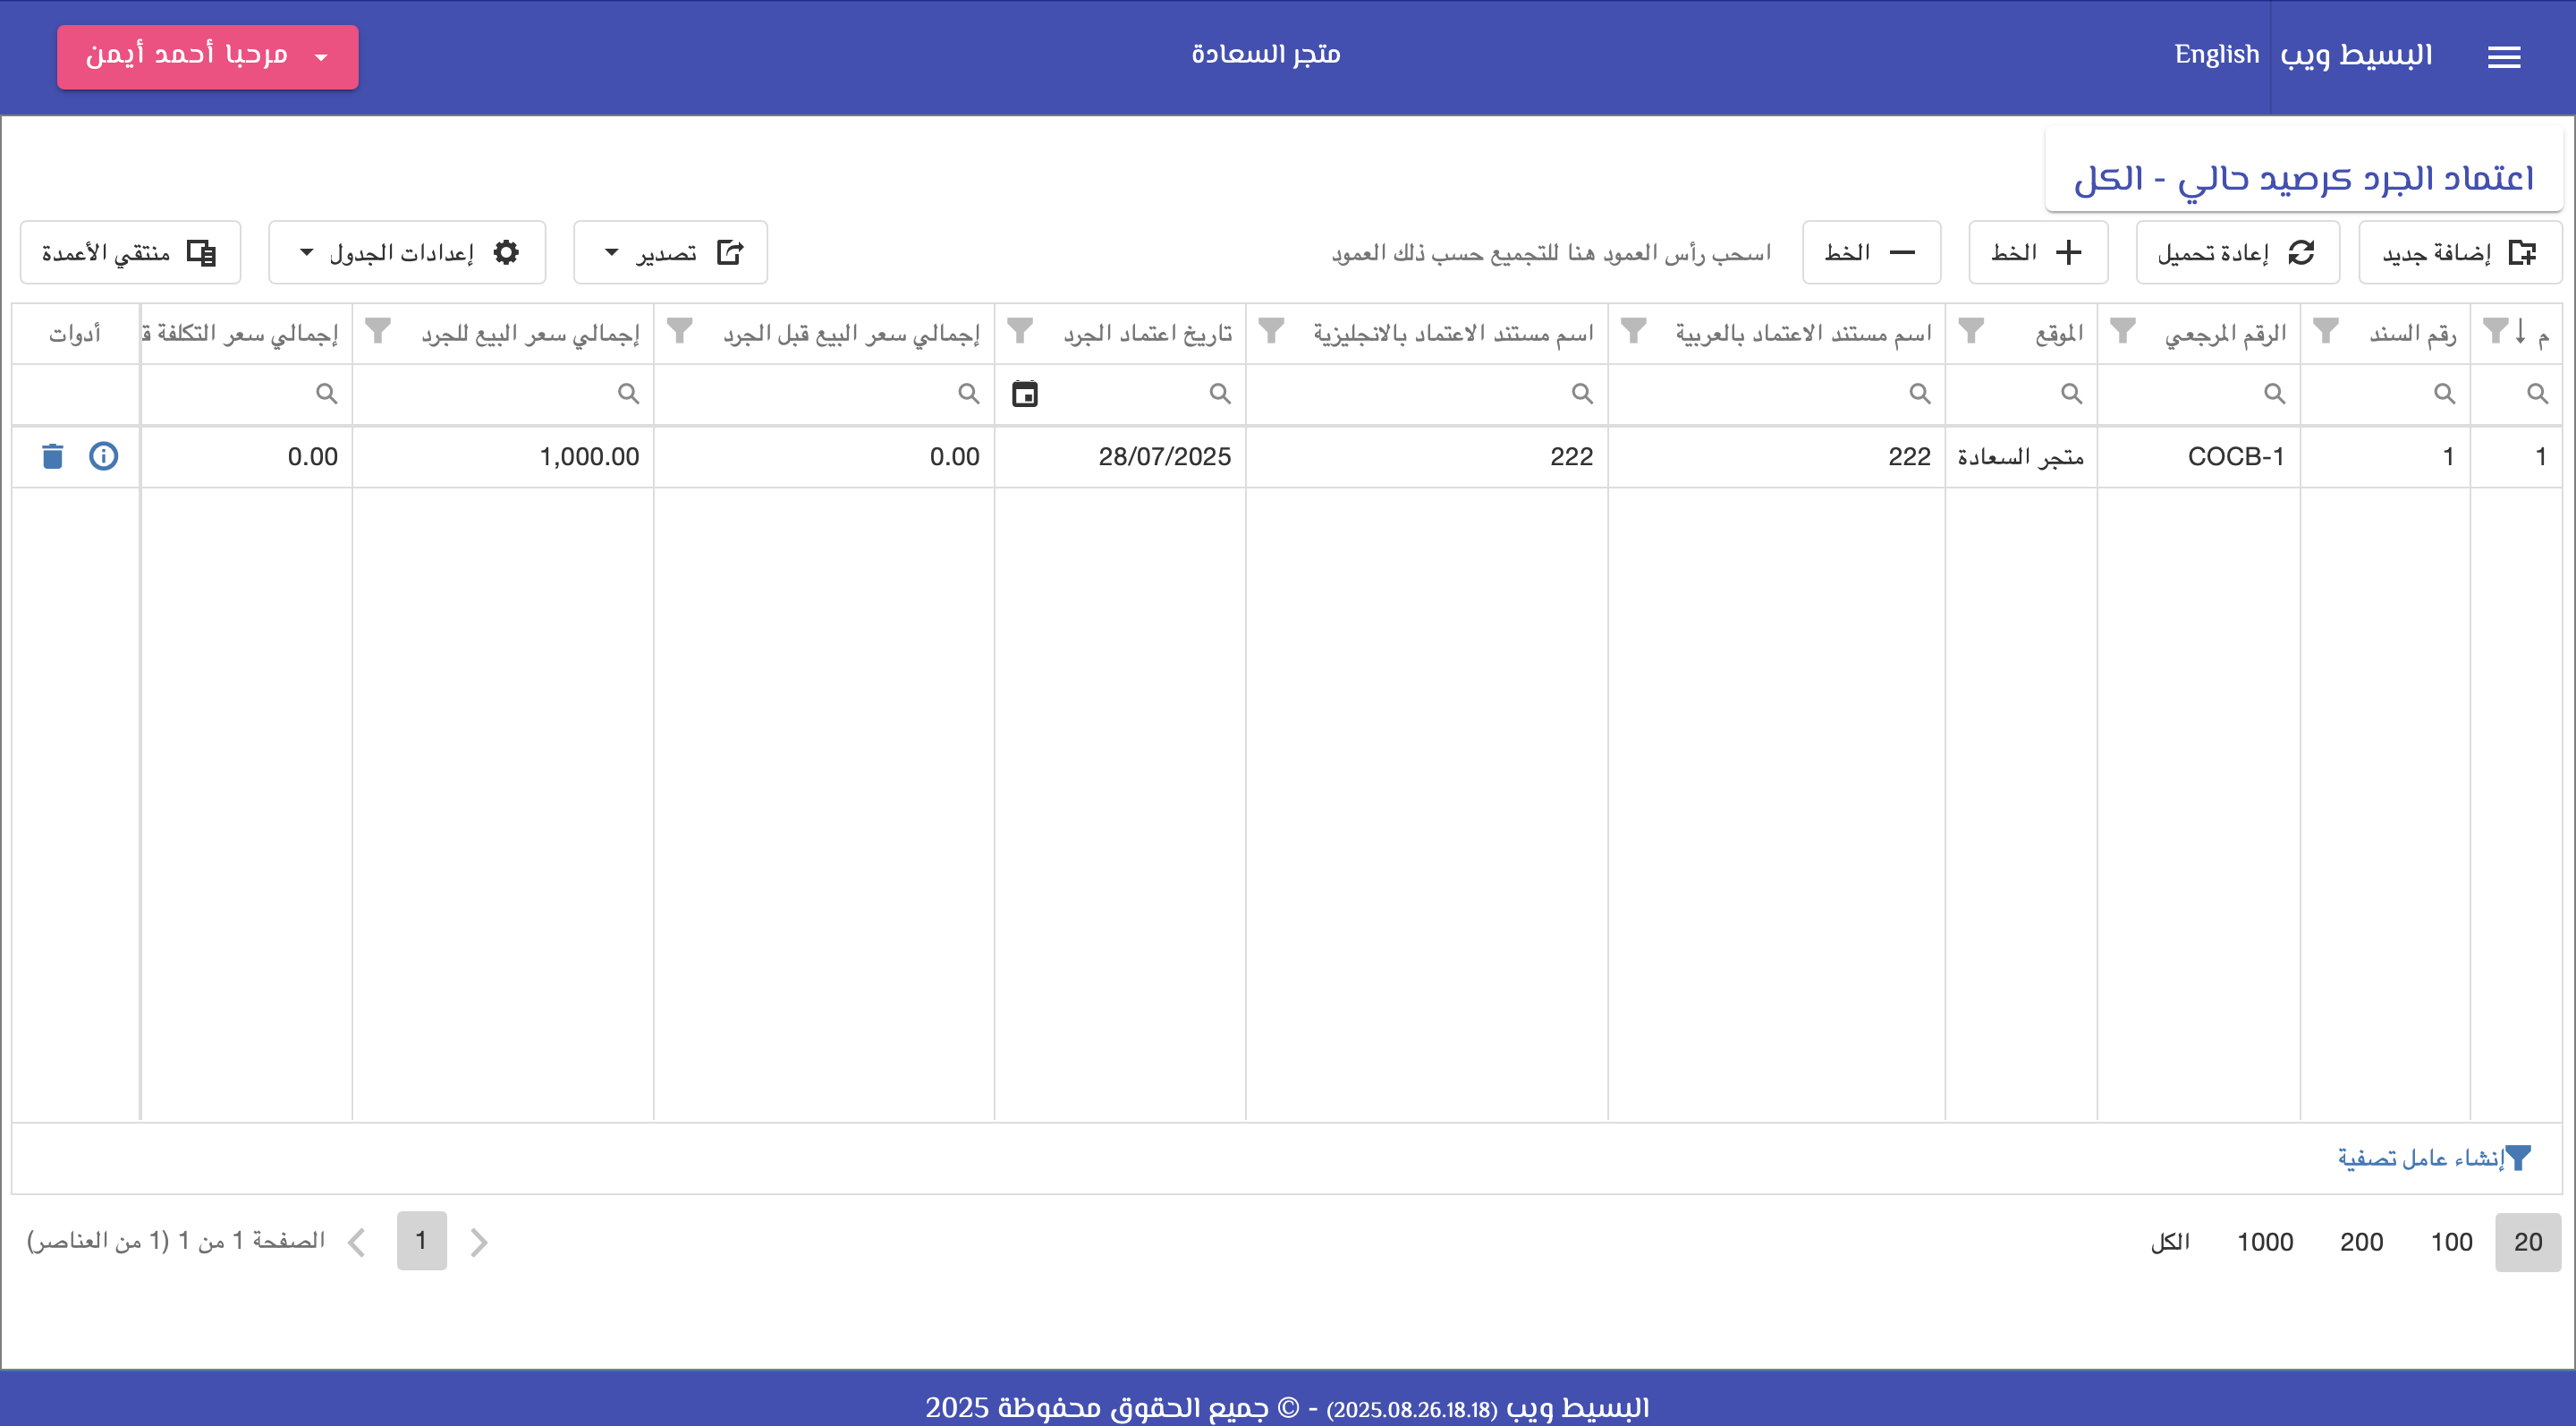 البسيط ويب English متجر السعادة مرحبا أحمد أيمن
اعتماد الجرد كرصيد حالي - الكل
إضافة جديد إعادة تحميل الخط الخط اسحب رأس العمود هنا للتجميع حسب ذلك العمود تصدير إعدادات الجدول منتقي الأعمدة
م رقم السند الرقم المرجعي الموقع اسم مستند الاعتماد بالعربية اسم مستند الاعتماد بالانجليزية تاريخ اعتماد الجرد إجمالي سعر البيع قبل الجرد إجمالي سعر البيع للجرد إجمالي سعر التكلفة أدوات
1 1 COCB-1 متجر السعادة 222 222 28/07/2025 0.00 1,000.00 0.00
إنشاء عامل تصفية
20 100 200 1000 الكل 1 الصفحة 1 من 1 (1 من العناصر)
البسيط ويب (2025.08.26.18.18) - © جميع الحقوق محفوظة 2025